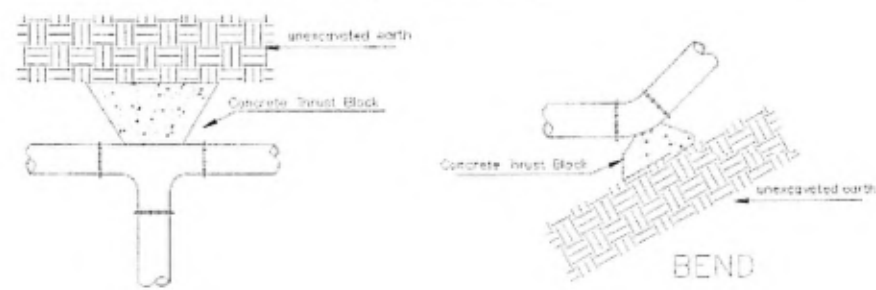 unexcavated earth
Concrete Thrust Block
Concrete Thrust Block
unexcavated earth
BEND